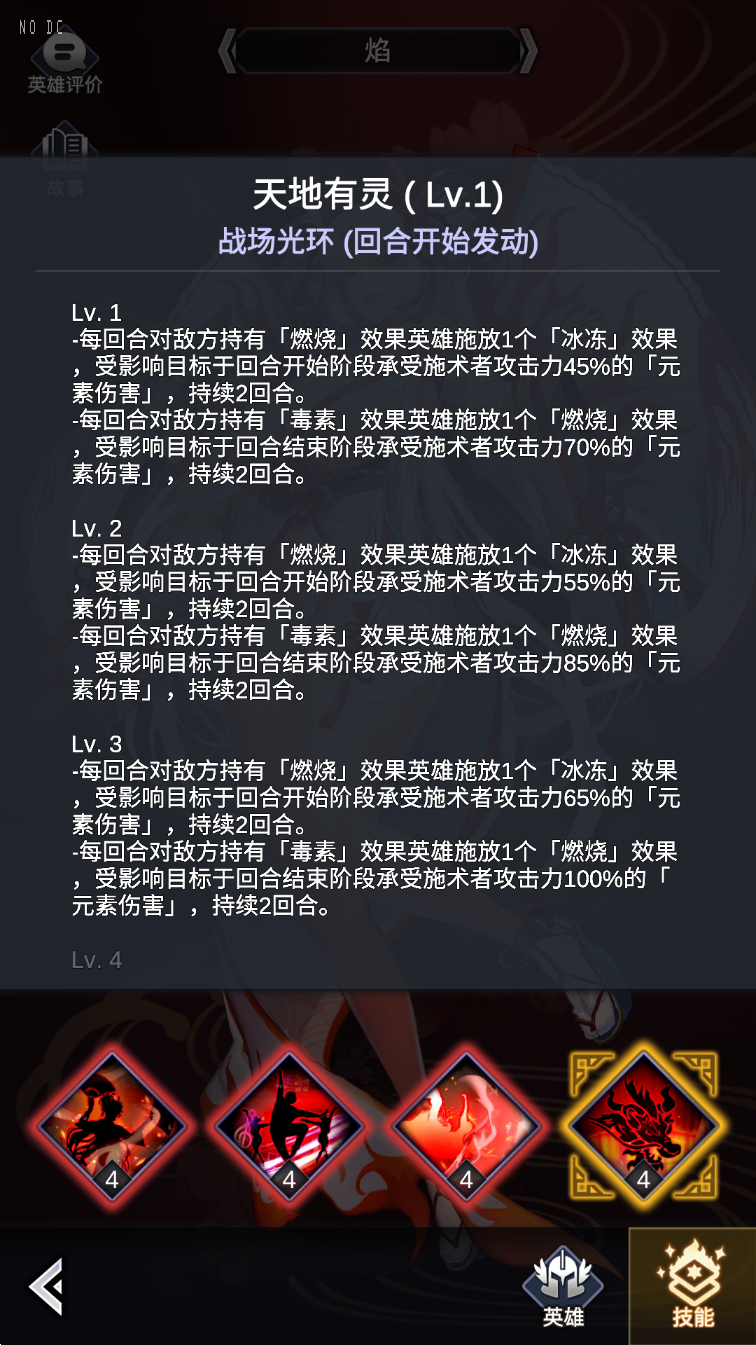 NO DC
焰
英雄评价
故事
天地有灵 ( Lv.1)
战场光环 (回合开始发动)
Lv. 1
-每回合对敌方持有「燃烧」效果英雄施放1个「冰冻」效果
，受影响目标于回合开始阶段承受施术者攻击力45%的「元
素伤害」，持续2回合。
-每回合对敌方持有「毒素」效果英雄施放1个「燃烧」效果
，受影响目标于回合结束阶段承受施术者攻击力70%的「元
素伤害」，持续2回合。
Lv. 2
-每回合对敌方持有「燃烧」效果英雄施放1个「冰冻」效果
，受影响目标于回合开始阶段承受施术者攻击力55%的「元
素伤害」，持续2回合。
-每回合对敌方持有「毒素」效果英雄施放1个「燃烧」效果
，受影响目标于回合结束阶段承受施术者攻击力85%的「元
素伤害」，持续2回合。
Lv. 3
-每回合对敌方持有「燃烧」效果英雄施放1个「冰冻」效果
，受影响目标于回合开始阶段承受施术者攻击力65%的「元
素伤害」，持续2回合。
-每回合对敌方持有「毒素」效果英雄施放1个「燃烧」效果
，受影响目标于回合结束阶段承受施术者攻击力100%的「
元素伤害」，持续2回合。
Lv. 4
4 4 4 4
英雄 技能